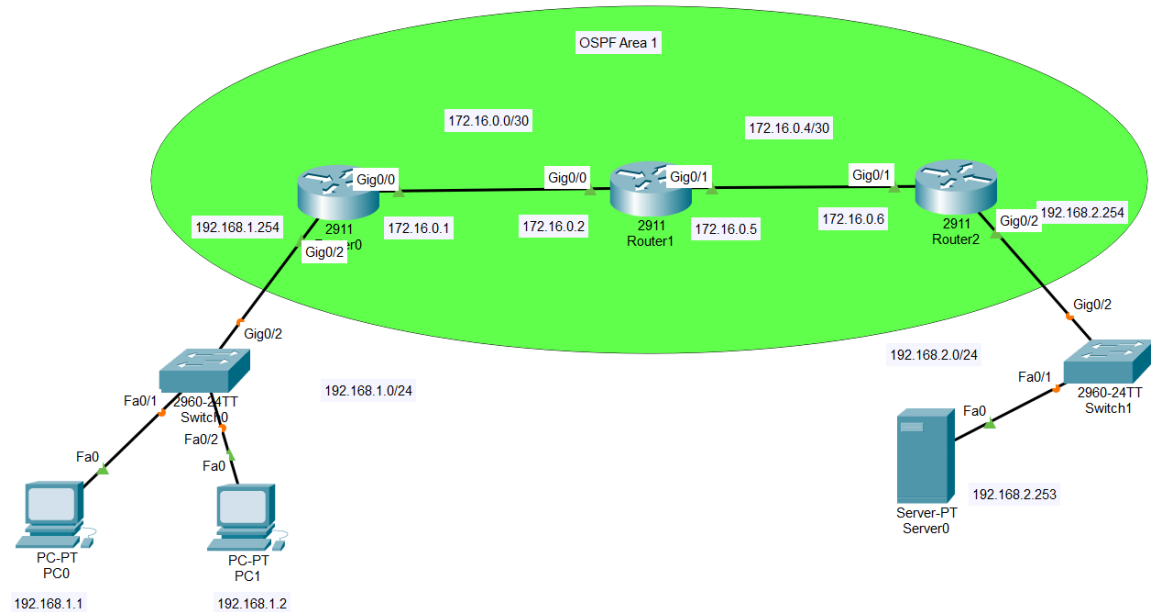 OSPF Area 1
172.16.0.0/30
172.16.0.4/30
Gig0/0
Gig0/0
Gig0/1
Gig0/1
192.168.1.254
2911
172.16.0.1
172.16.0.2
2911
Router1
172.16.0.5
172.16.0.6
2911
Router2
Gig0/2
192.168.2.254
Gig0/2
Gig0/2
Gig0/2
192.168.1.0/24
192.168.2.0/24
2960-24TT
Switch0
Fa0/1
Fa0/2
Fa0
Fa0
Fa0/1
2960-24TT
Switch1
Fa0
192.168.2.253
Server-PT
Server0
PC-PT
PC0
PC-PT
PC1
192.168.1.1
192.168.1.2